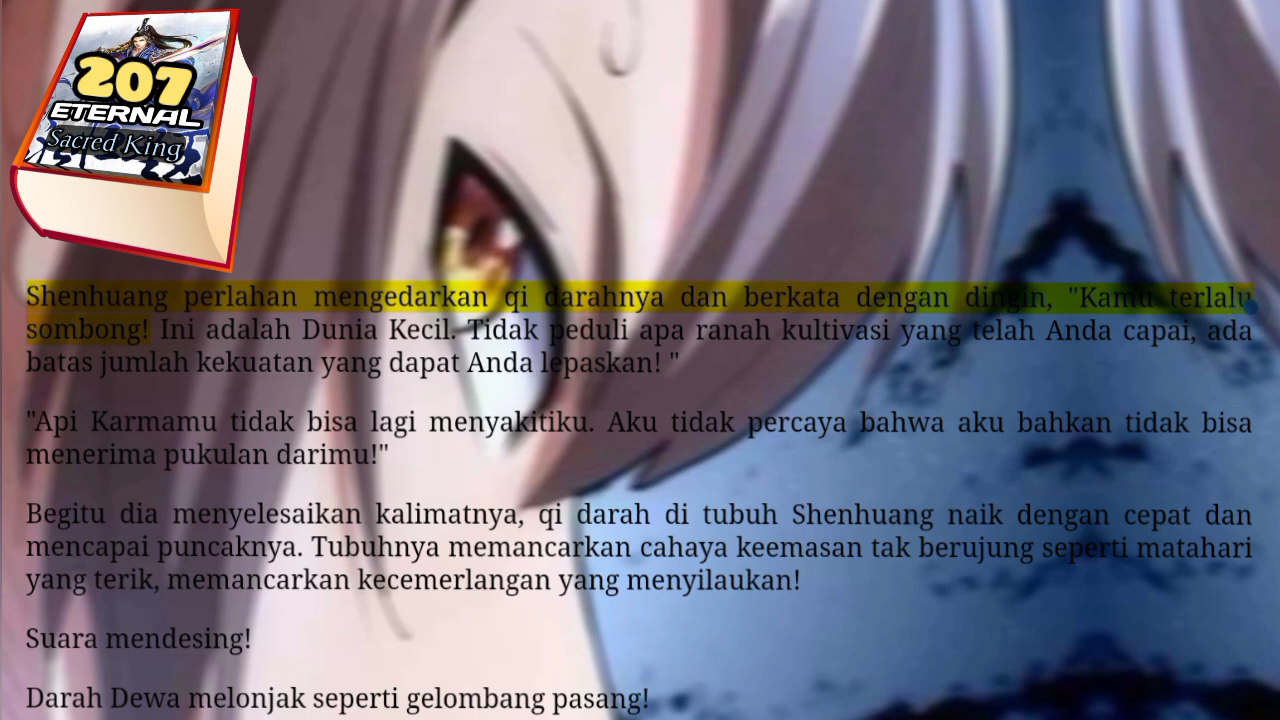 207
ETERNAL
Sacred King
Shenhuang perlahan mengedarkan qi darahnya dan berkata dengan dingin, "Kamu terlalu
sombong! Ini adalah Dunia Kecil. Tidak peduli apa ranah kultivasi yang telah Anda capai, ada
batas jumlah kekuatan yang dapat Anda lepaskan! "
"Api Karmamu tidak bisa lagi menyakitiku. Aku tidak percaya bahwa aku bahkan tidak bisa
menerima pukulan darimu!"
Begitu dia menyelesaikan kalimatnya, qi darah di tubuh Shenhuang naik dengan cepat dan
mencapai puncaknya. Tubuhnya memancarkan cahaya keemasan tak berujung seperti matahari
yang terik, memancarkan kecemerlangan yang menyilaukan!
Suara mendesing!
Darah Dewa melonjak seperti gelombang pasang!